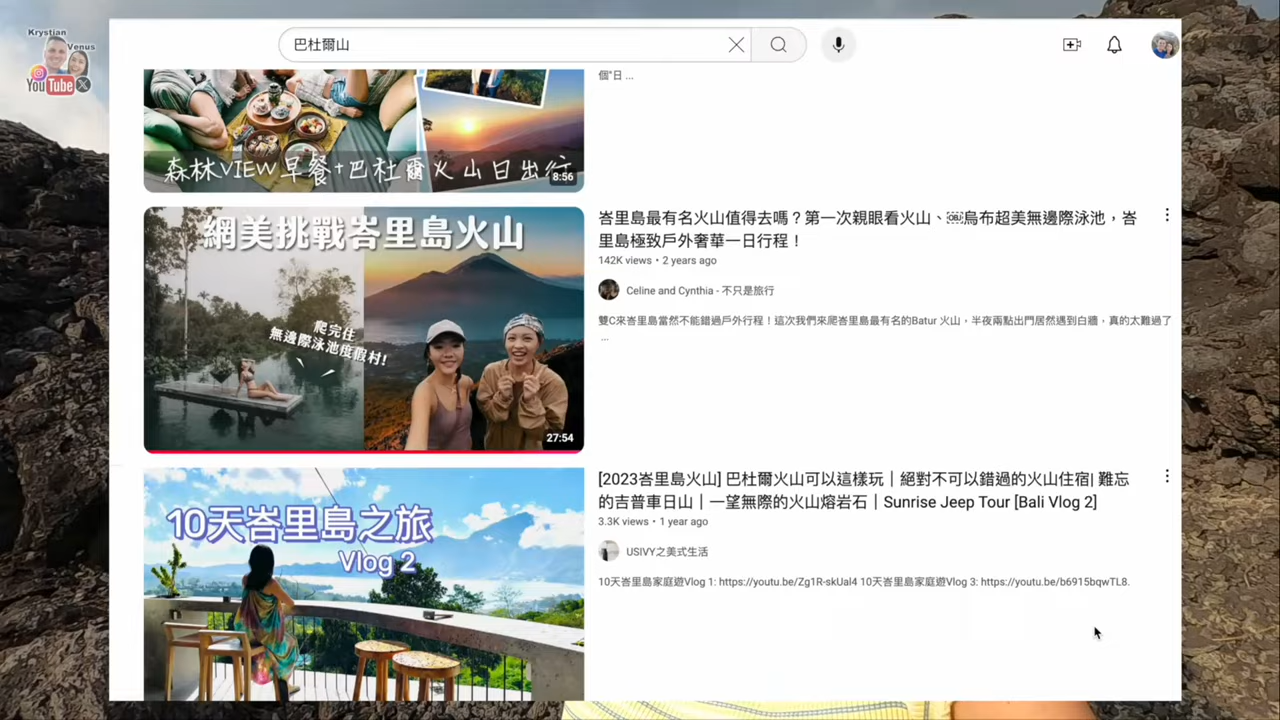 Krystian
Venus
YouTube
巴杜爾山
個"日 ...
森林VIEW早餐+巴杜爾火山日出行
8:56
網美挑戰峇里島火山
爬完住
無邊際泳池度假村!
27:54
峇里島最有名火山值得去嗎？第一次親眼看火山、烏布超美無邊際泳池，峇
里島極致戶外奢華一日行程！
142K views • 2 years ago
Celine and Cynthia - 不只是旅行
雙C來峇里島當然不能錯過戶外行程！這次我們來爬峇里島最有名的Batur 火山，半夜兩點出門居然遇到白牆，真的太難過了
...
10天峇里島之旅
Vlog 2
[2023峇里島火山] 巴杜爾火山可以這樣玩｜絕對不可以錯過的火山住宿| 難忘
的吉普車日山｜一望無際的火山熔岩石｜Sunrise Jeep Tour [Bali Vlog 2]
3.3K views • 1 year ago
USIVY之美式生活
10天峇里島家庭遊Vlog 1: https://youtu.be/Zg1R-skUal4 10天峇里島家庭遊Vlog 3: https://youtu.be/b6915bqwTL8.